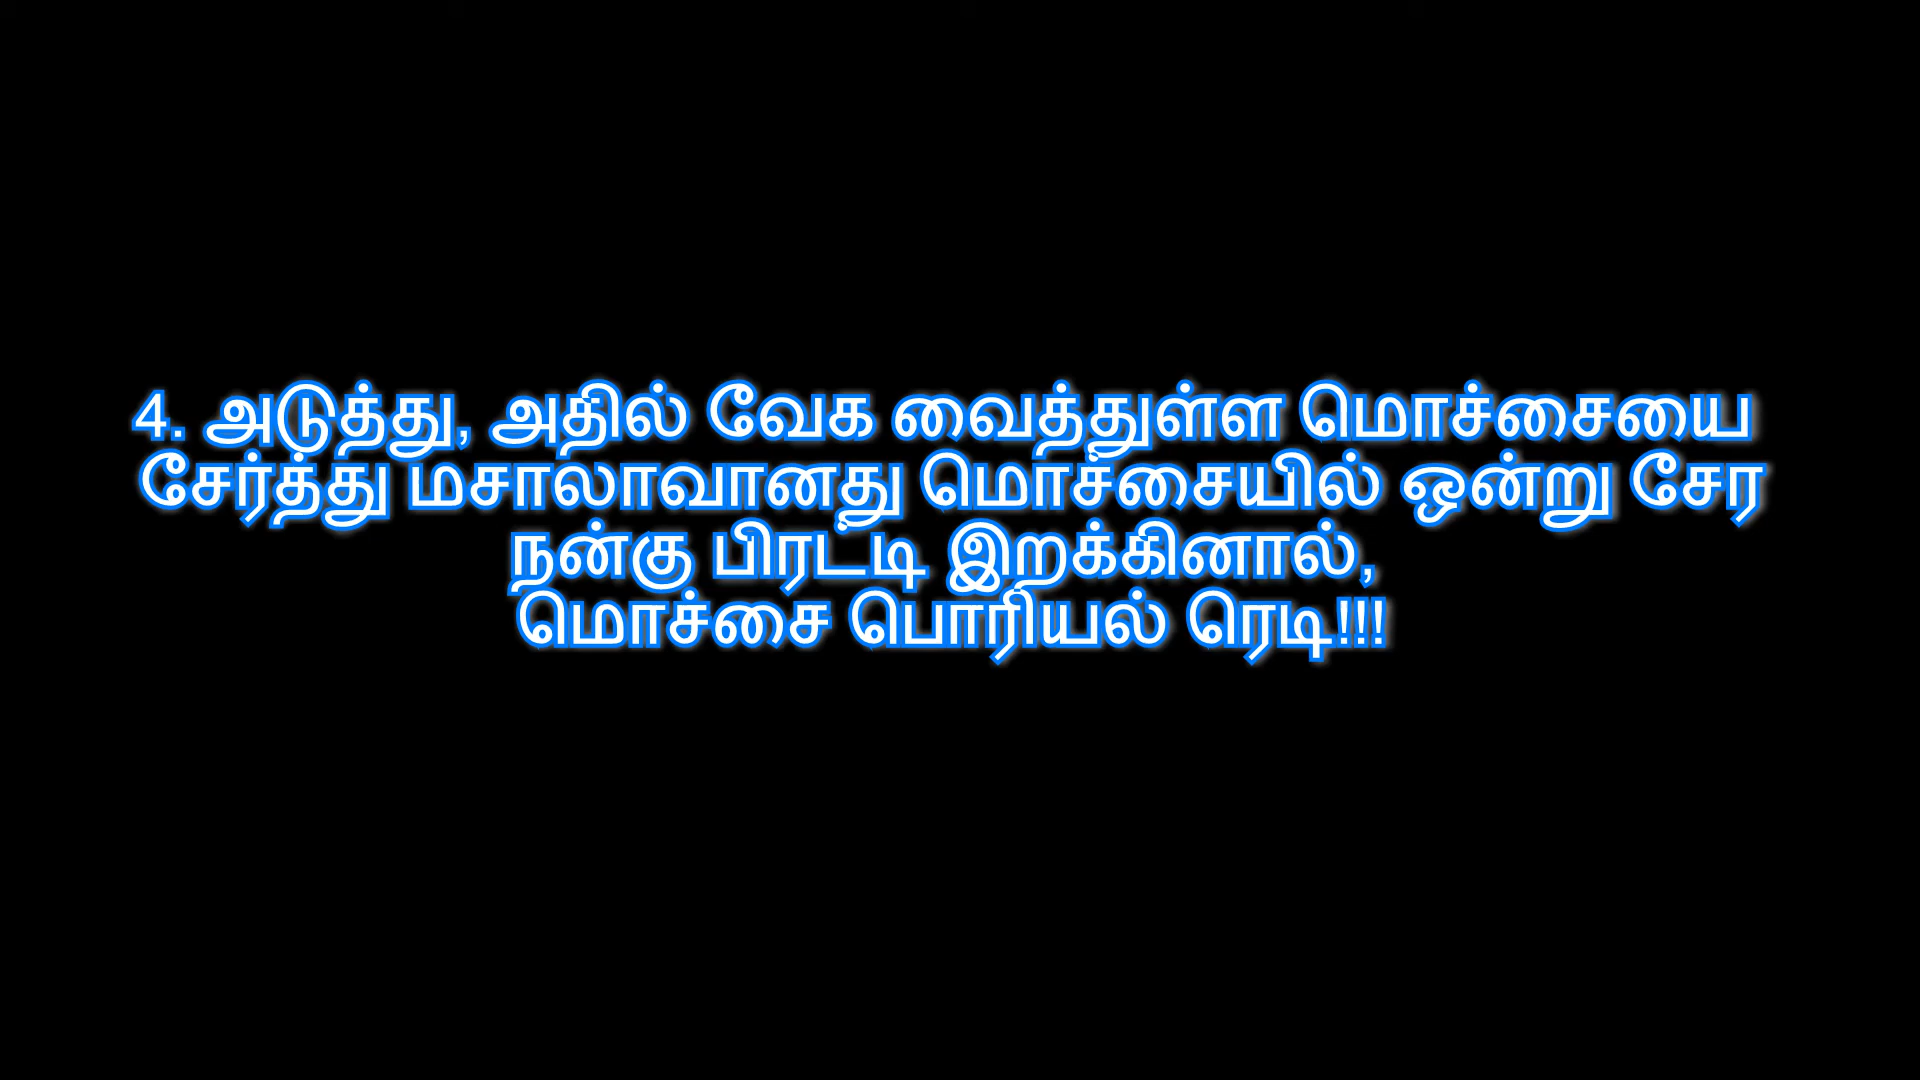 4. அடுத்து, அதில் வேக வைத்துள்ள மொச்சையை
சேர்த்து மசாலாவானது மொச்சையில் ஒன்று சேர
நன்கு பிரட்டி இறக்கினால்,
மொச்சை பொரியல் ரெடி!!!